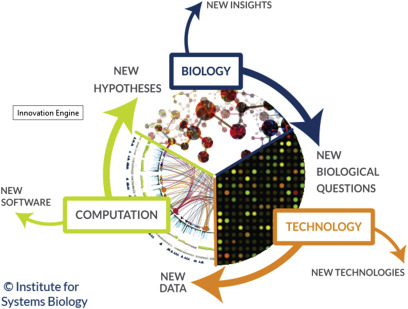 NEW INSIGHTS
NEW
HYPOTHESES
BIOLOGY
Innovation Engine
NEW
BIOLOGICAL
QUESTIONS
NEW
SOFTWARE
COMPUTATION
TECHNOLOGY
NEW
DATA
NEW TECHNOLOGIES
© Institute for
Systems Biology